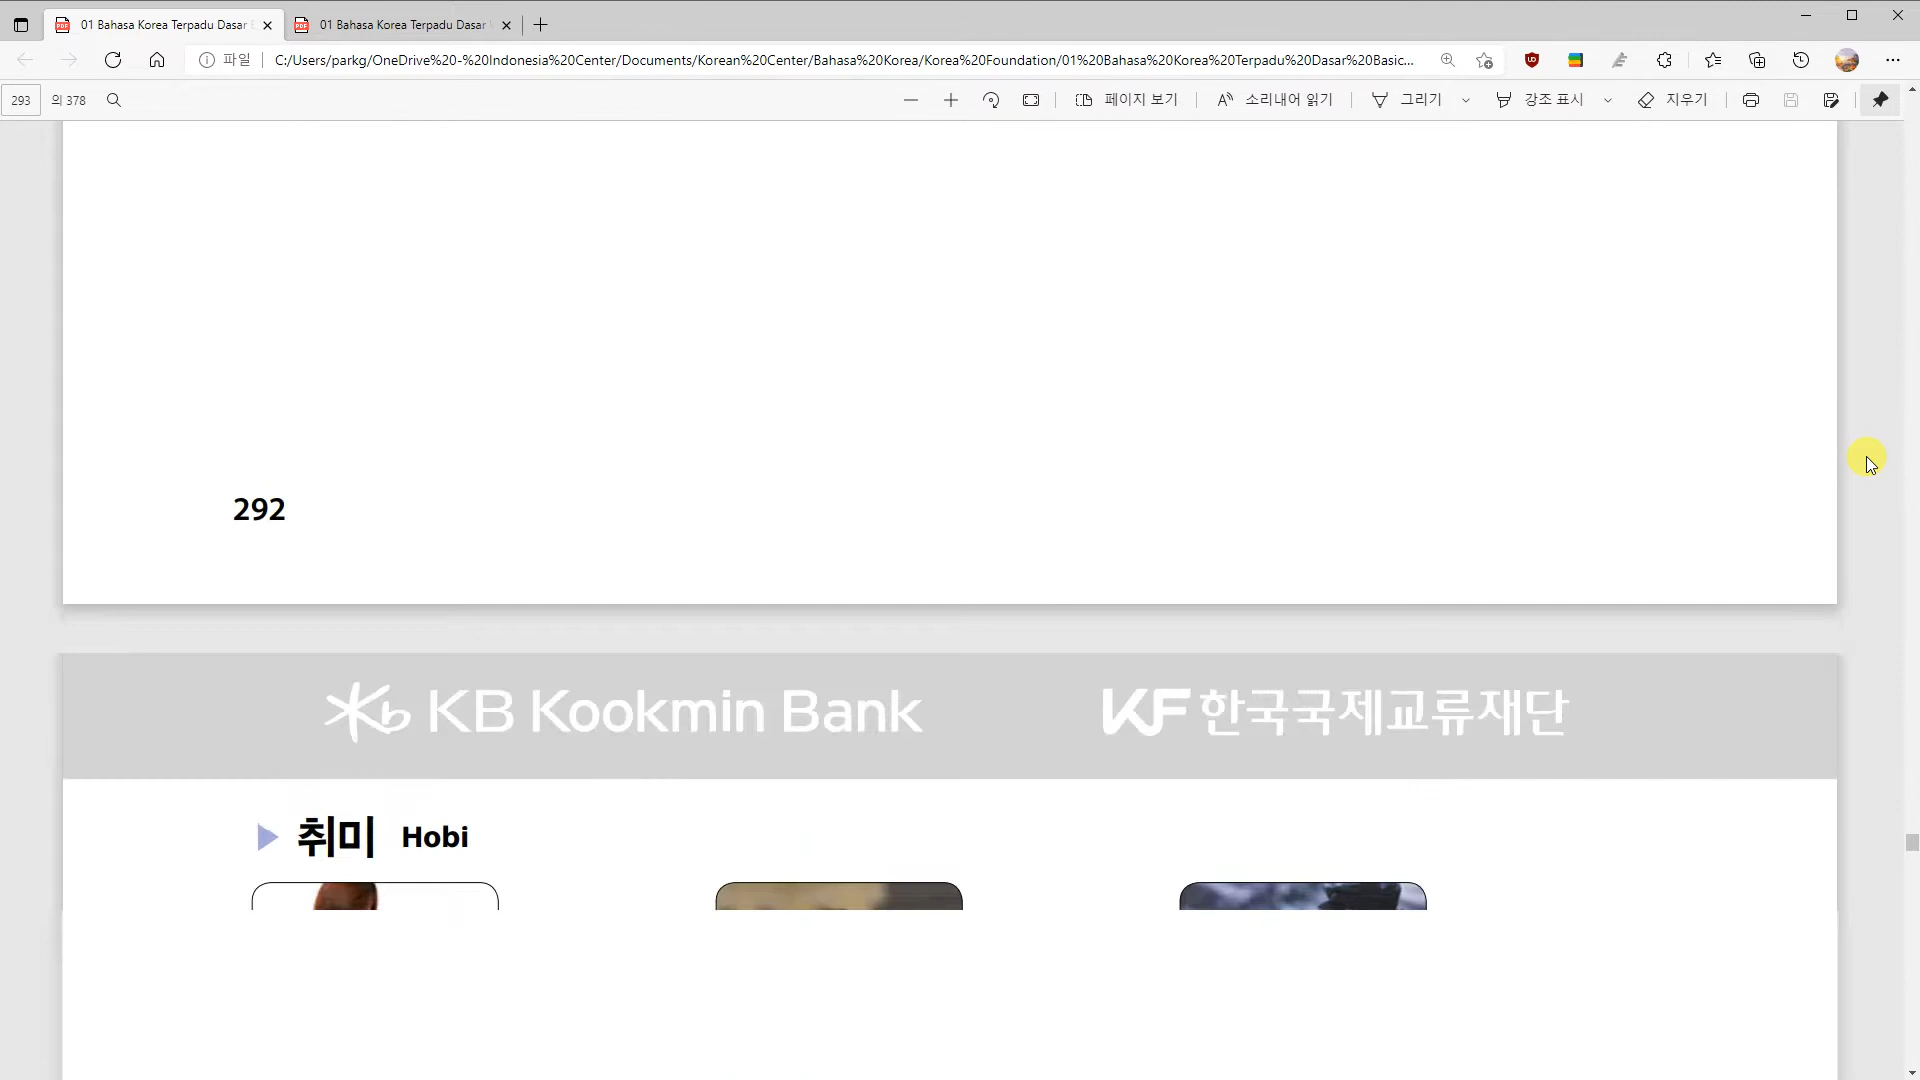 01 Bahasa Korea Terpadu Dasar
01 Bahasa Korea Terpadu Dasar
파일
C:/Users/parkg/OneDrive%20-%20Indonesia%20Center/Documents/Korean%20Center/Bahasa%20Korea/Korea%20Foundation/01%20Bahasa%20Korea%20Terpadu%20Dasar%20Basic...
293 의 378
페이지 보기
소리내어 읽기
그리기
강조 표시
지우기
292
KB Kookmin Bank
KF 한국국제교류재단
취미 Hobi